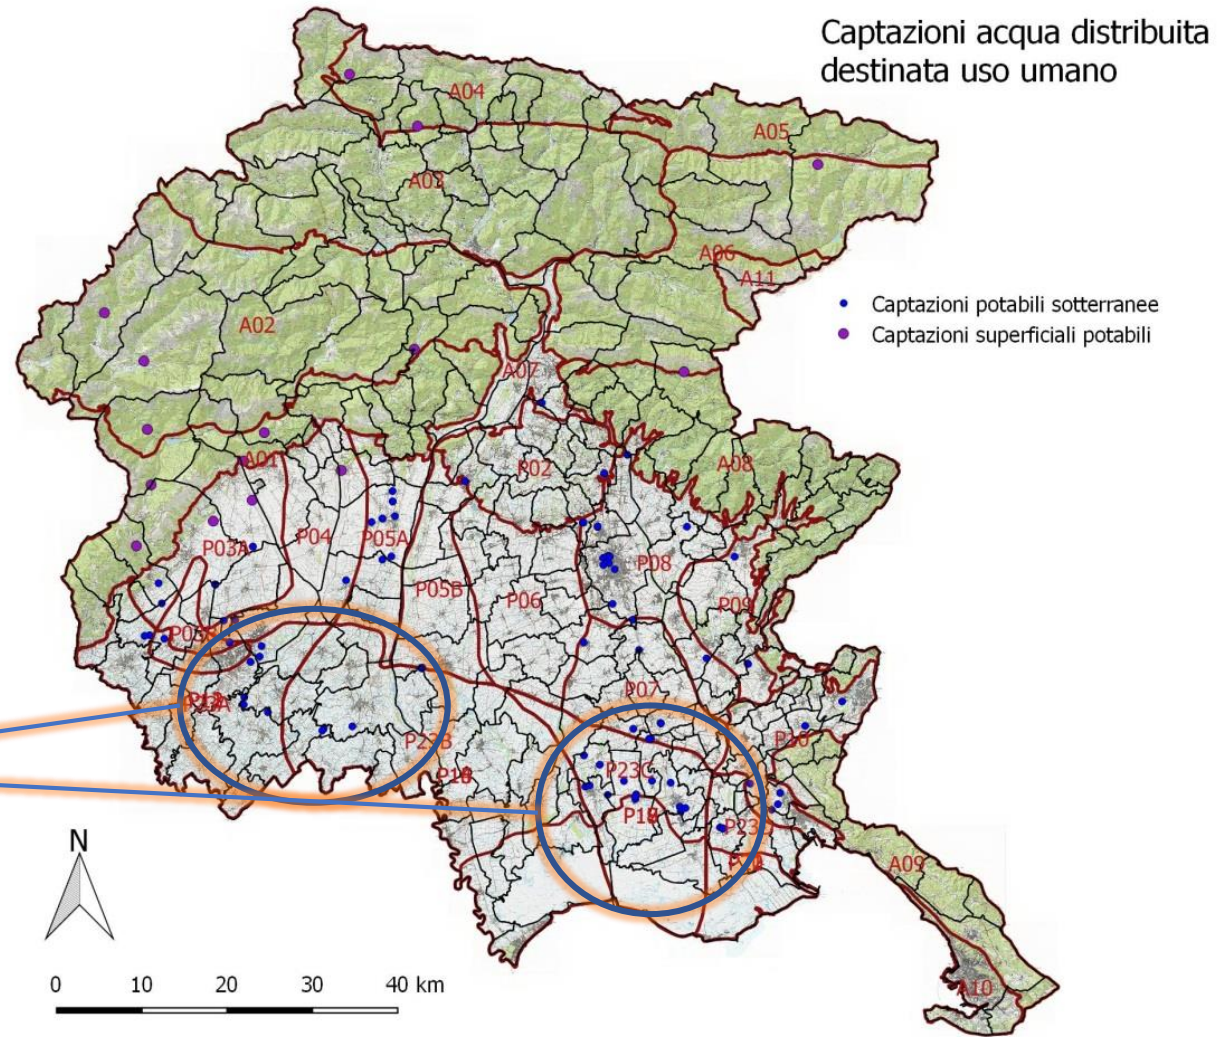 Captazioni acqua distribuita
destinata uso umano
A04
A05
A03
A06
A11
Captazioni potabili sotterranee
A02
Captazioni superficiali potabili
A07
A01
P02
A08
P04
P05A
P03A
P08
P05B
P06
P09
P07
P23B
P23C
P18
A09
N
0 10 20 30 40 km
A10